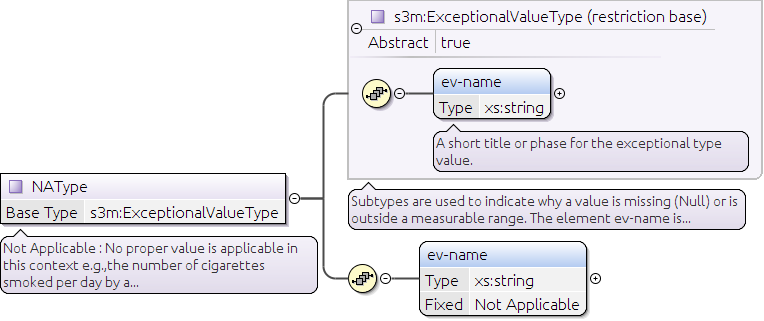 s3m:ExceptionalValueType (restriction base)
Abstract true
ev-name
Type xs:string
A short title or phase for the exceptional type
value.
NAType
Base Type s3m:ExceptionalValueType
Subtypes are used to indicate why a value is missing (Null) or is
outside a measurable range. The element ev-name is...
Not Applicable : No proper value is applicable in
this context e.g.,the number of cigarettes
smoked per day by a...
ev-name
Type xs:string
Fixed Not Applicable